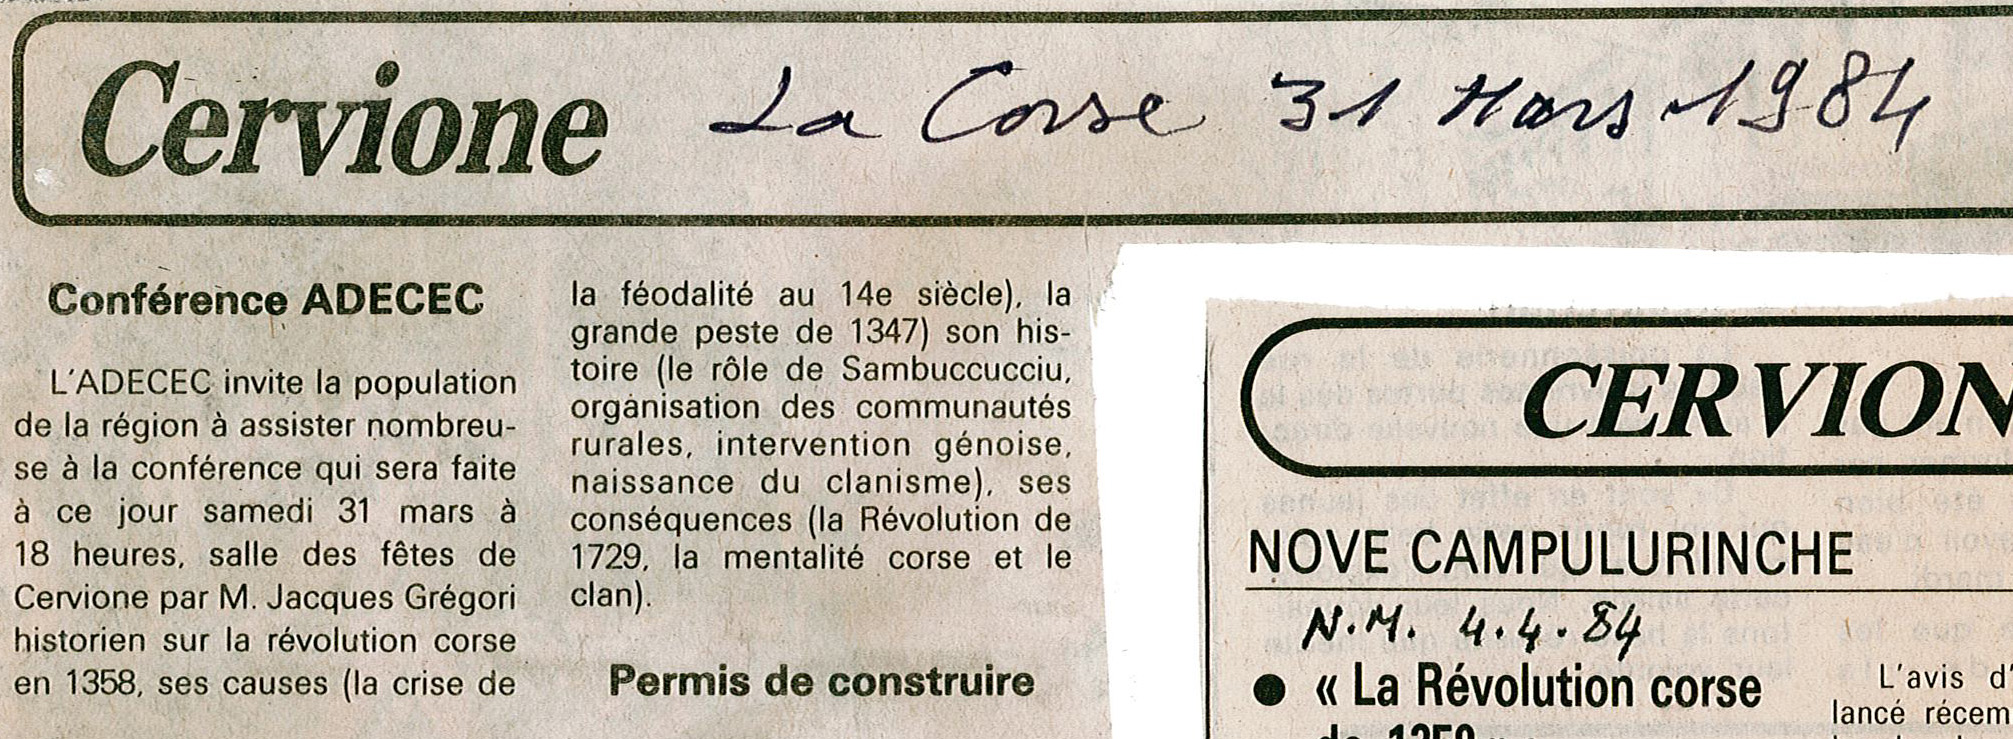 Cervione
La Corse 31 Mars 1984
Conférence ADECEC
L'ADECEC invite la population
de la région à assister nombreu-
se à la conférence qui sera faite
à ce jour samedi 31 mars à
18 heures, salle des fêtes de
Cervione par M. Jacques Grégori
historien sur la révolution corse
en 1358, ses causes (la crise de
la féodalité au 14e siècle), la
grande peste de 1347) son his-
toire (le rôle de Sambuccucciu,
organisation des communautés
rurales, intervention génoise,
naissance du clanisme), ses
conséquences (la Révolution de
1729, la mentalité corse et le
clan).
Permis de construire
CERVION
NOVE CAMPULURINCHE
N.M. 4.4.84
● « La Révolution corse
de 1358 »
L'avis d'
lancé récem